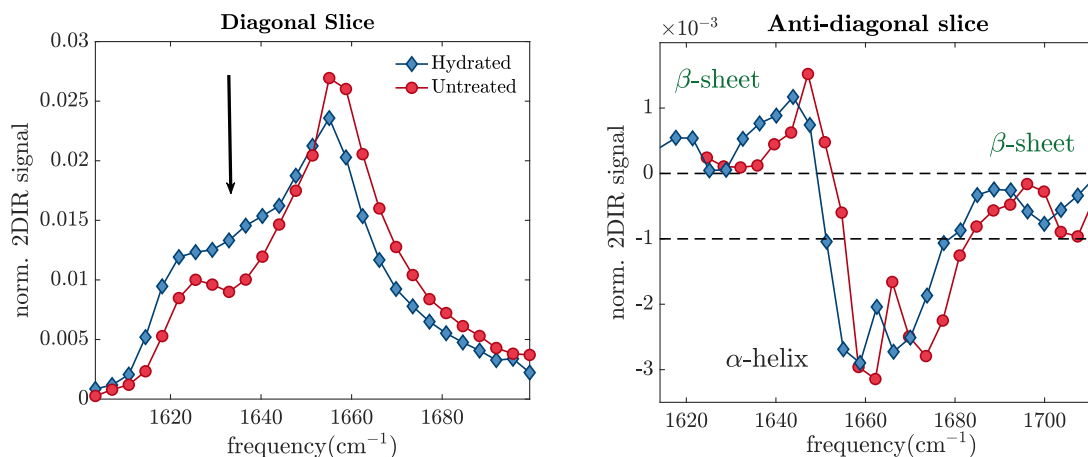 Diagonal Slice
norm. 2DIR signal
0.03
0.025
0.02
0.015
0.01
0.005
0
Hydrated
Untreated
1620
1640
1660
1680
frequency(cm⁻¹)
Anti-diagonal slice
×10⁻³
norm. 2DIR signal
1
0
-1
-2
-3
β-sheet
β-sheet
α-helix
1620
1640
1660
1680
1700
frequency(cm⁻¹)